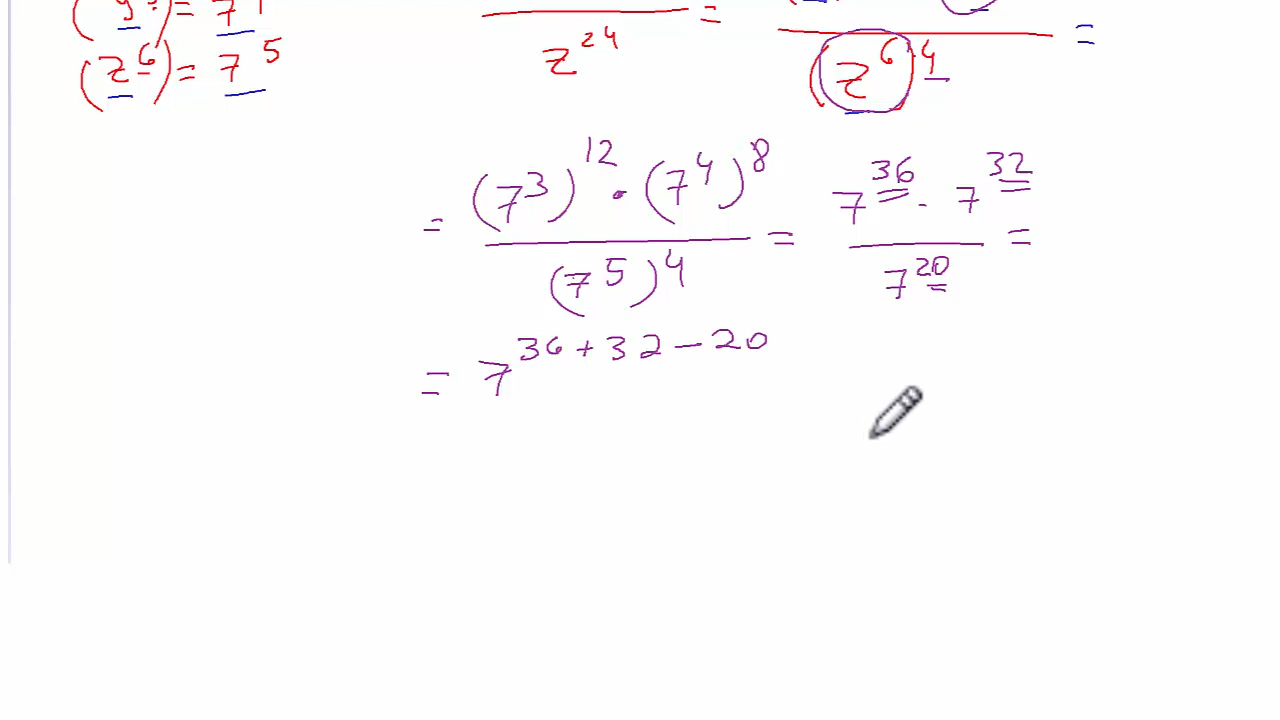 = 7
z^24 = =
(z^6) = 7^5 (z^6)^4
= (7^3)^12 · (7^4)^8 / (7^5)^4 = 7^36 · 7^32 / 7^20 =
= 7^36+32-20